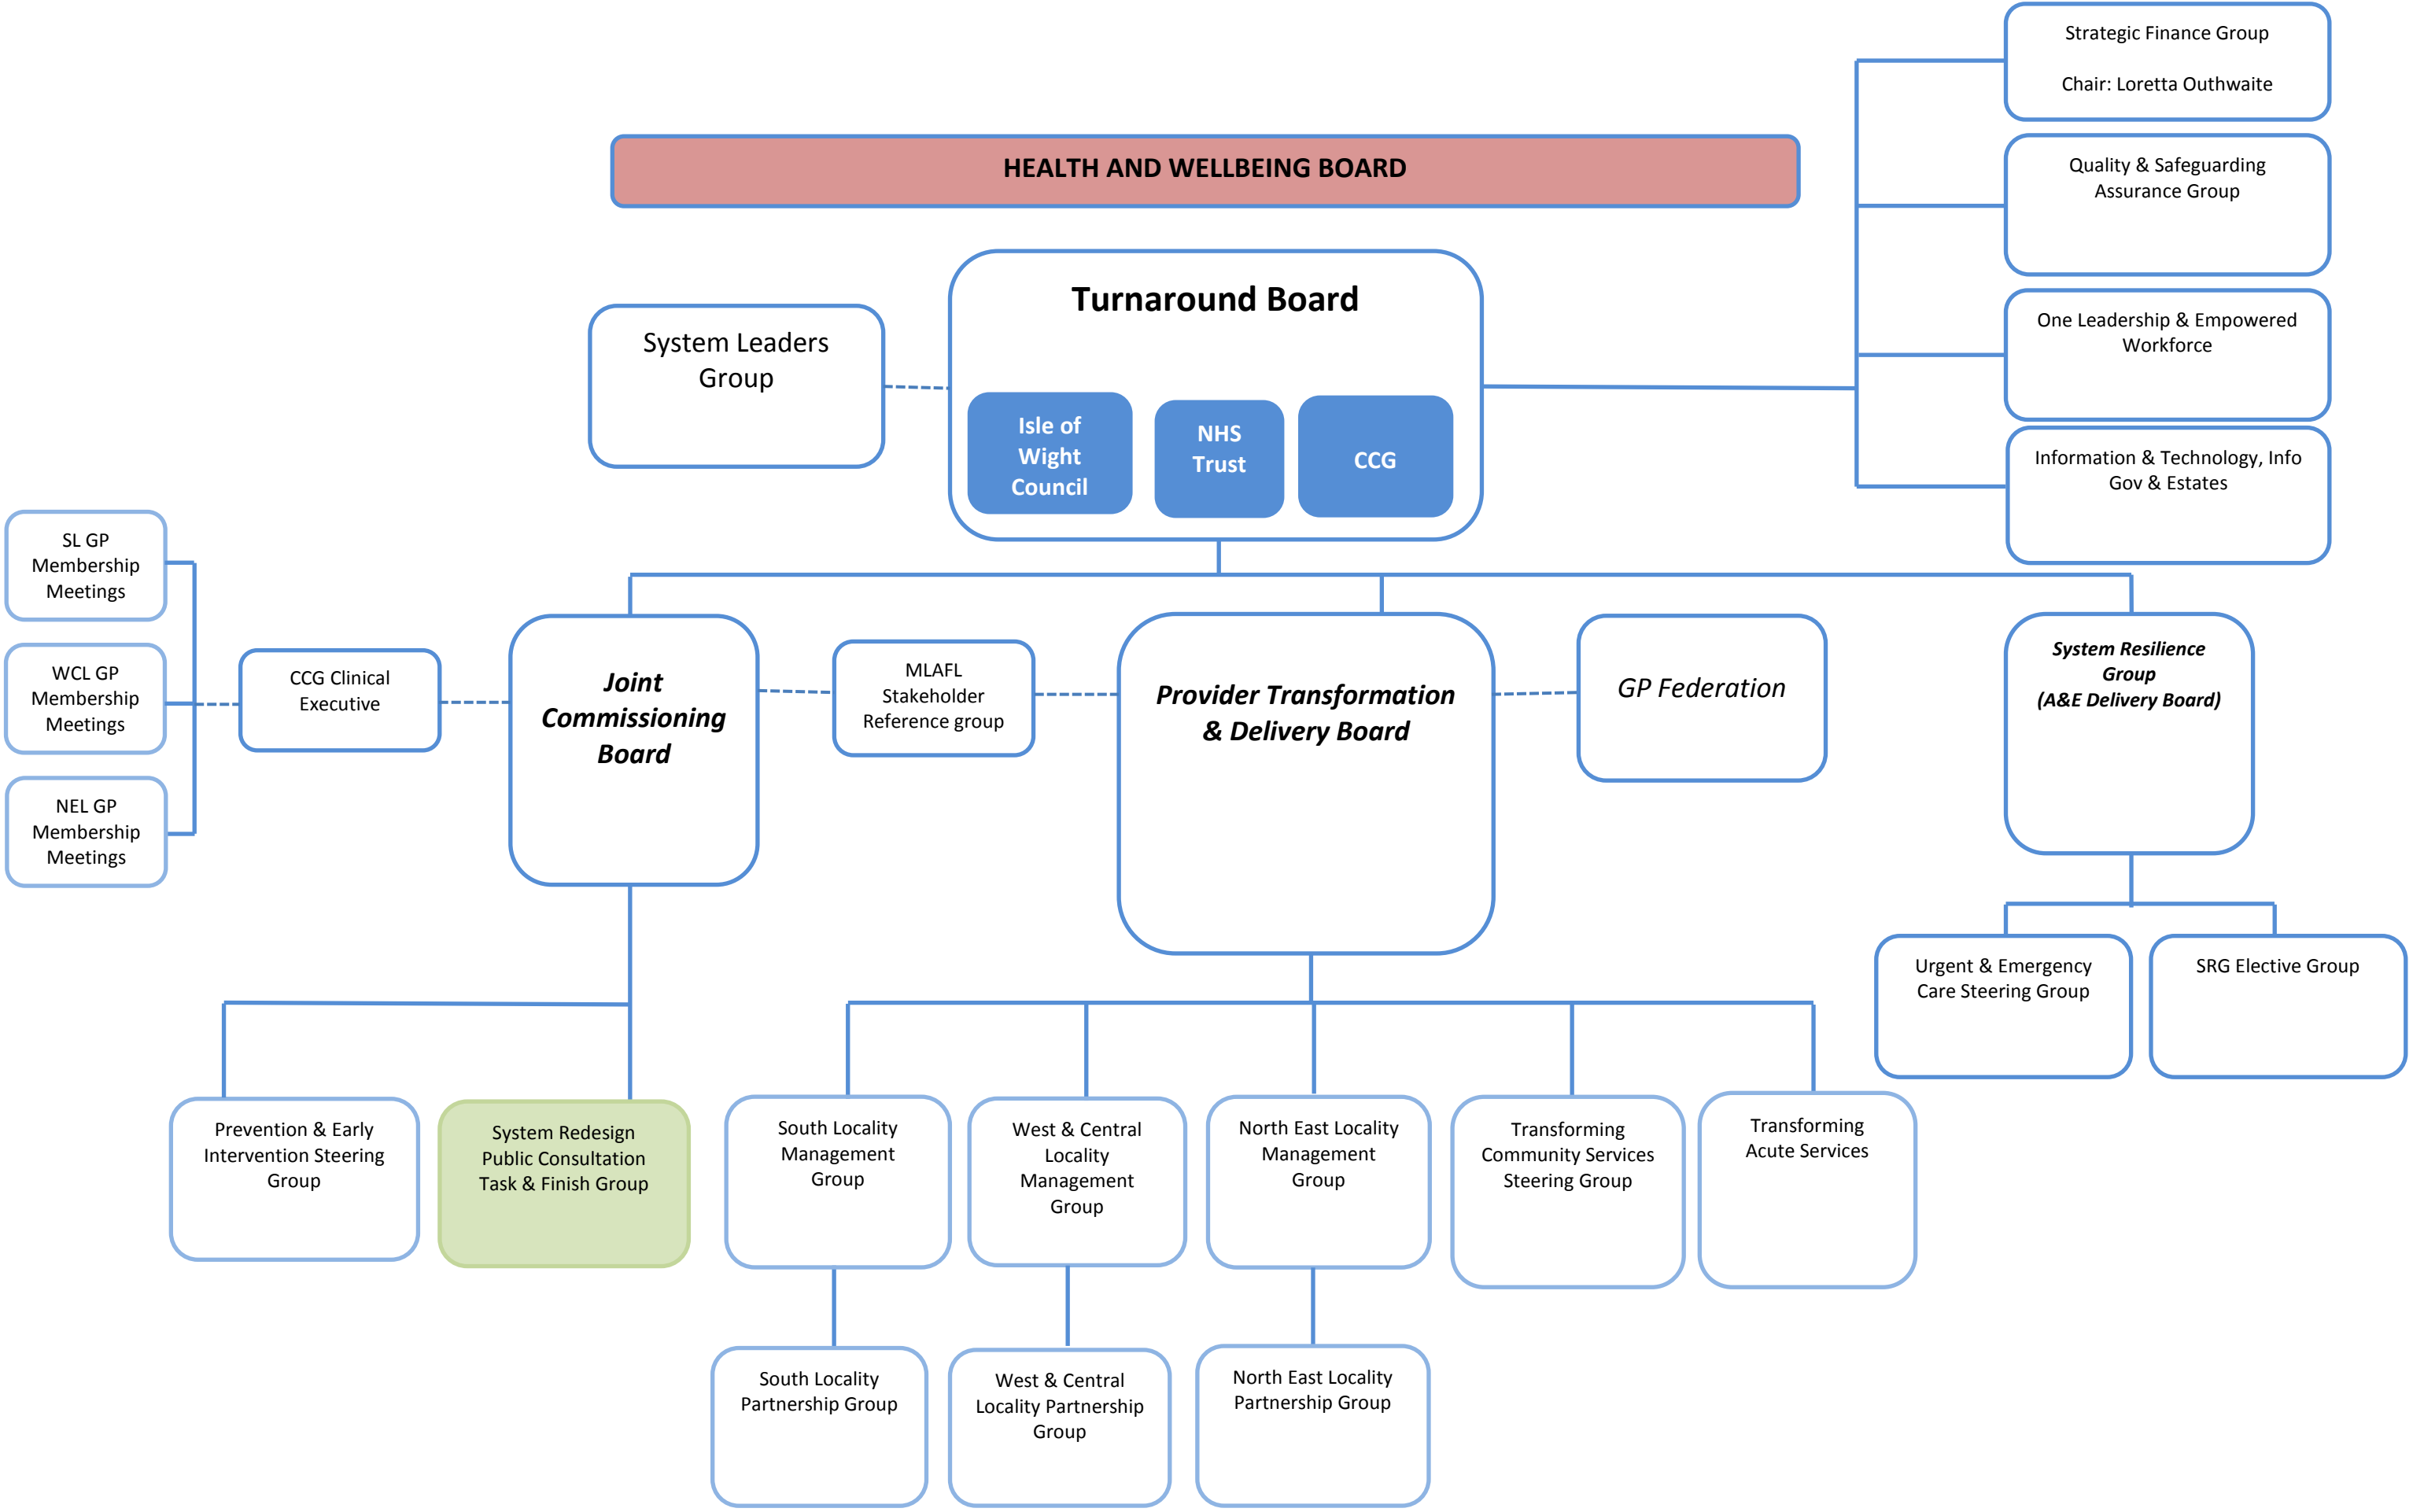 Strategic Finance Group
Chair: Loretta Outhwaite
HEALTH AND WELLBEING BOARD
Quality & Safeguarding
Assurance Group
Turnaround Board
One Leadership & Empowered
Workforce
System Leaders
Group
Isle of
Wight
Council
NHS
Trust
CCG
Information & Technology, Info
Gov & Estates
SL GP
Membership
Meetings
WCL GP
Membership
Meetings
NEL GP
Membership
Meetings
CCG Clinical
Executive
Joint
Commissioning
Board
MLAFL
Stakeholder
Reference group
Provider Transformation
& Delivery Board
GP Federation
System Resilience
Group
(A&E Delivery Board)
Urgent & Emergency
Care Steering Group
SRG Elective Group
Prevention & Early
Intervention Steering
Group
System Redesign
Public Consultation
Task & Finish Group
South Locality
Management
Group
West & Central
Locality
Management
Group
North East Locality
Management
Group
Transforming
Community Services
Steering Group
Transforming
Acute Services
South Locality
Partnership Group
West & Central
Locality Partnership
Group
North East Locality
Partnership Group